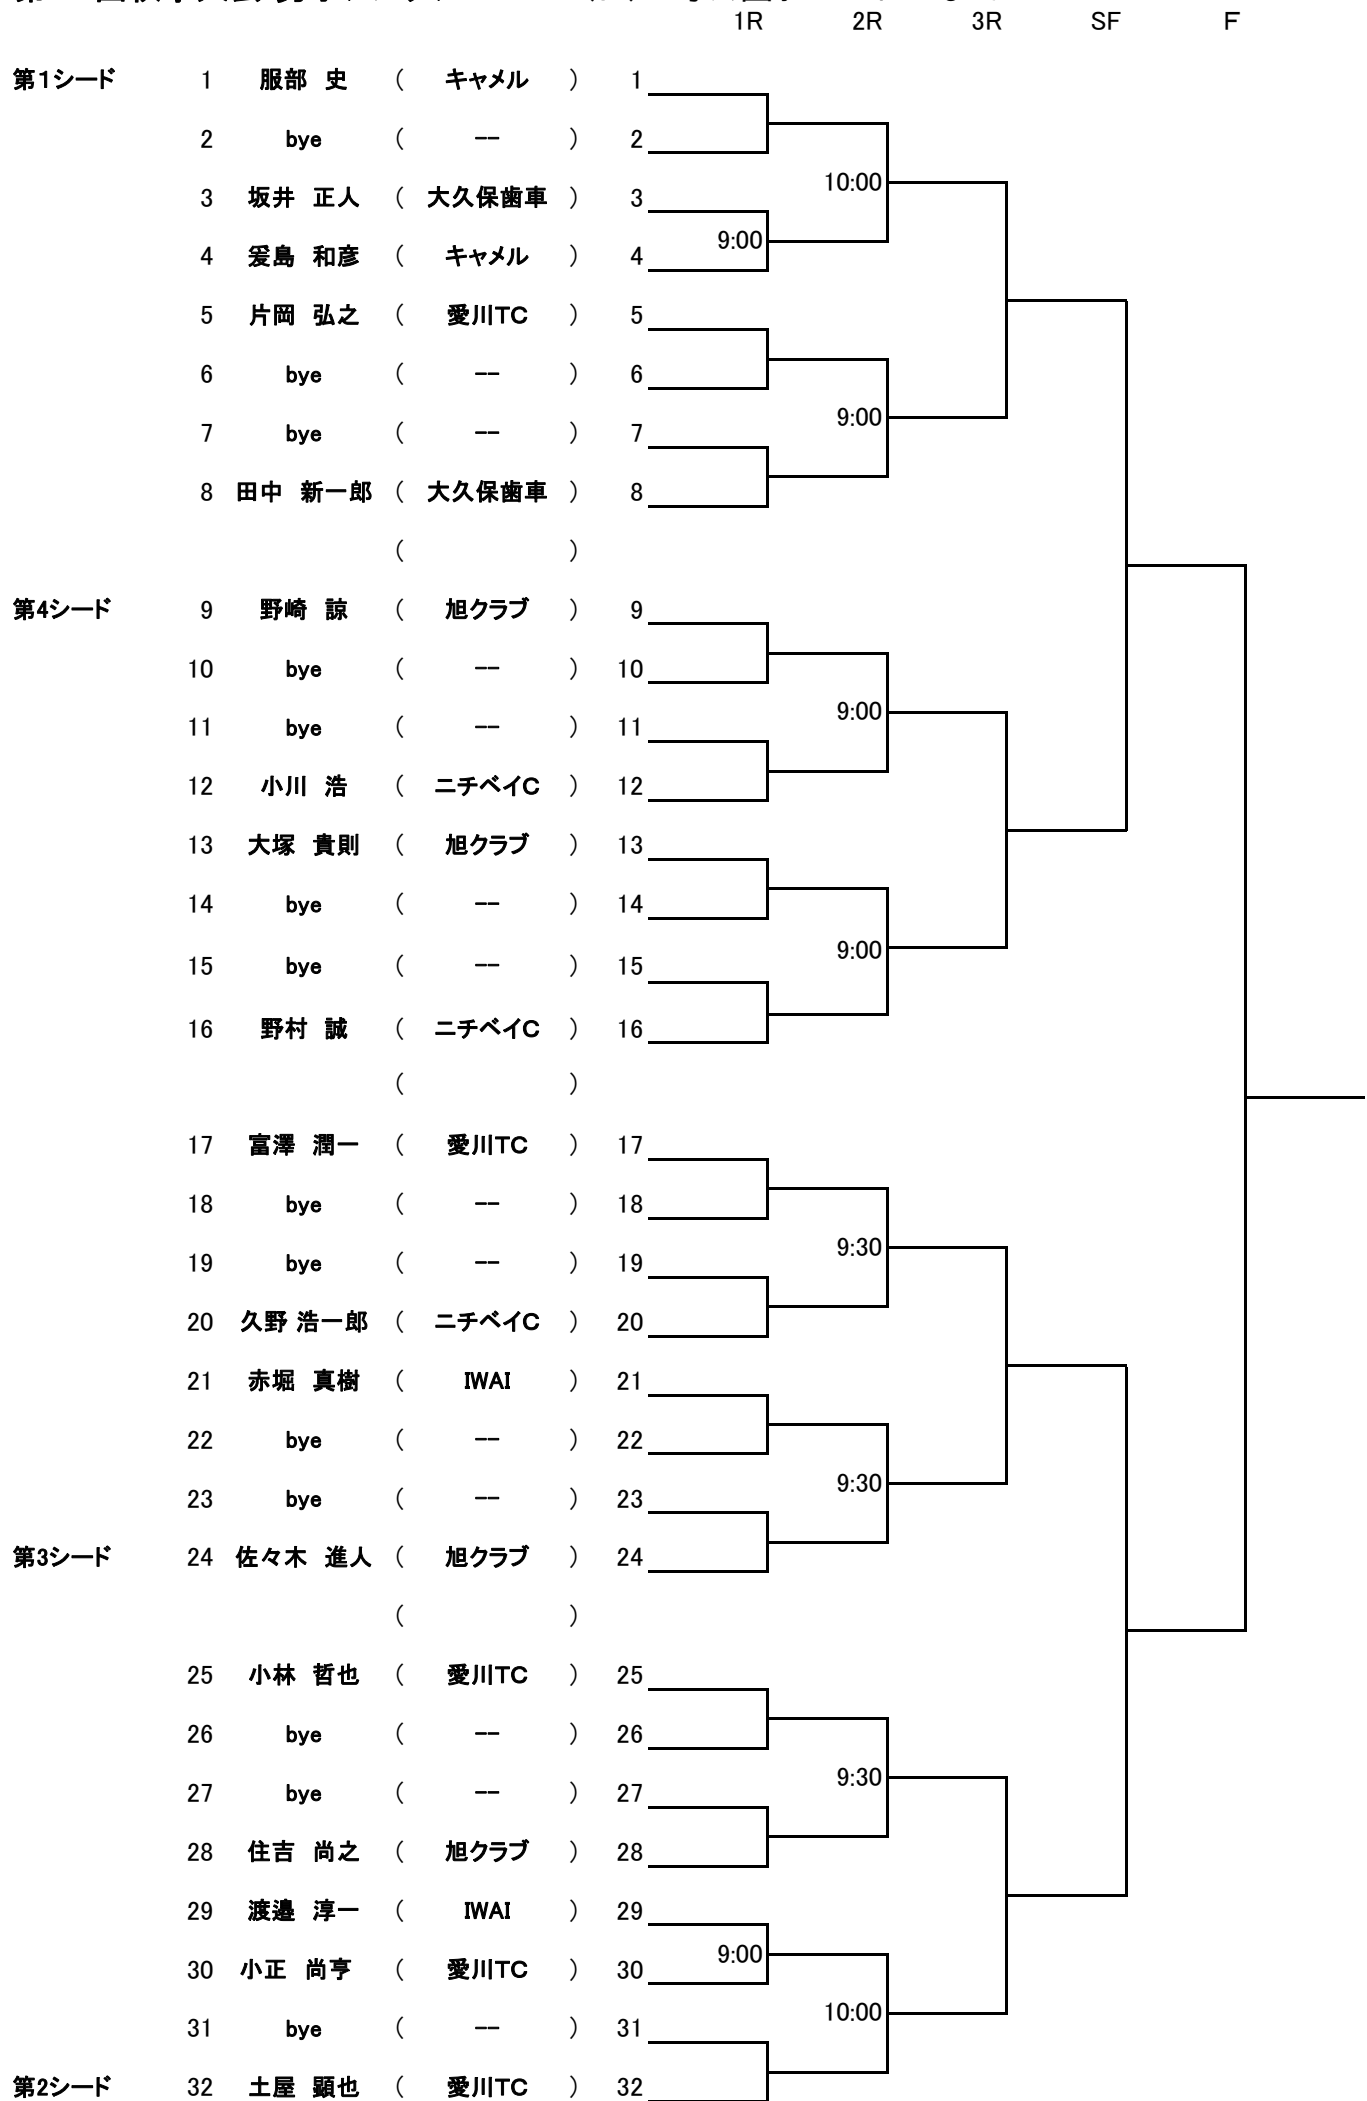 1R 2R 3R SF F
第1シード 1 服部 史 ( キャメル ) 1
2 bye ( -- ) 2
10:00
3 坂井 正人 ( 大久保歯車 ) 3
9:00
4 爰島 和彦 ( キャメル ) 4
5 片岡 弘之 ( 愛川TC ) 5
6 bye ( -- ) 6
9:00
7 bye ( -- ) 7
8 田中 新一郎 ( 大久保歯車 ) 8
( )
第4シード 9 野崎 諒 ( 旭クラブ ) 9
10 bye ( -- ) 10
9:00
11 bye ( -- ) 11
12 小川 浩 ( ニチベイC ) 12
13 大塚 貴則 ( 旭クラブ ) 13
14 bye ( -- ) 14
9:00
15 bye ( -- ) 15
16 野村 誠 ( ニチベイC ) 16
( )
17 富澤 潤一 ( 愛川TC ) 17
18 bye ( -- ) 18
9:30
19 bye ( -- ) 19
20 久野 浩一郎 ( ニチベイC ) 20
21 赤堀 真樹 ( IWAI ) 21
22 bye ( -- ) 22
9:30
23 bye ( -- ) 23
第3シード 24 佐々木 進人 ( 旭クラブ ) 24
( )
25 小林 哲也 ( 愛川TC ) 25
26 bye ( -- ) 26
9:30
27 bye ( -- ) 27
28 住吉 尚之 ( 旭クラブ ) 28
29 渡邉 淳一 ( IWAI ) 29
9:00
30 小正 尚亨 ( 愛川TC ) 30
10:00
31 bye ( -- ) 31
第2シード 32 土屋 顕也 ( 愛川TC ) 32